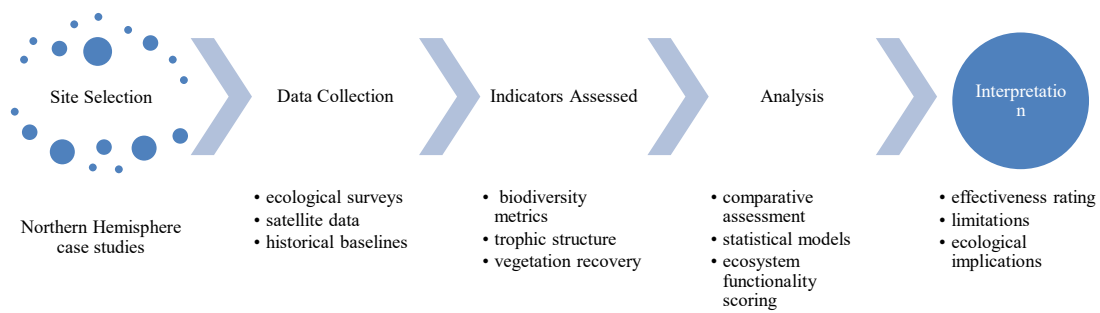 Site Selection
Northern Hemisphere
case studies
Data Collection
• ecological surveys
• satellite data
• historical baselines
Indicators Assessed
• biodiversity
metrics
• trophic structure
• vegetation recovery
Analysis
• comparative
assessment
• statistical models
• ecosystem
functionality
scoring
Interpretatio
n
• effectiveness rating
• limitations
• ecological
implications